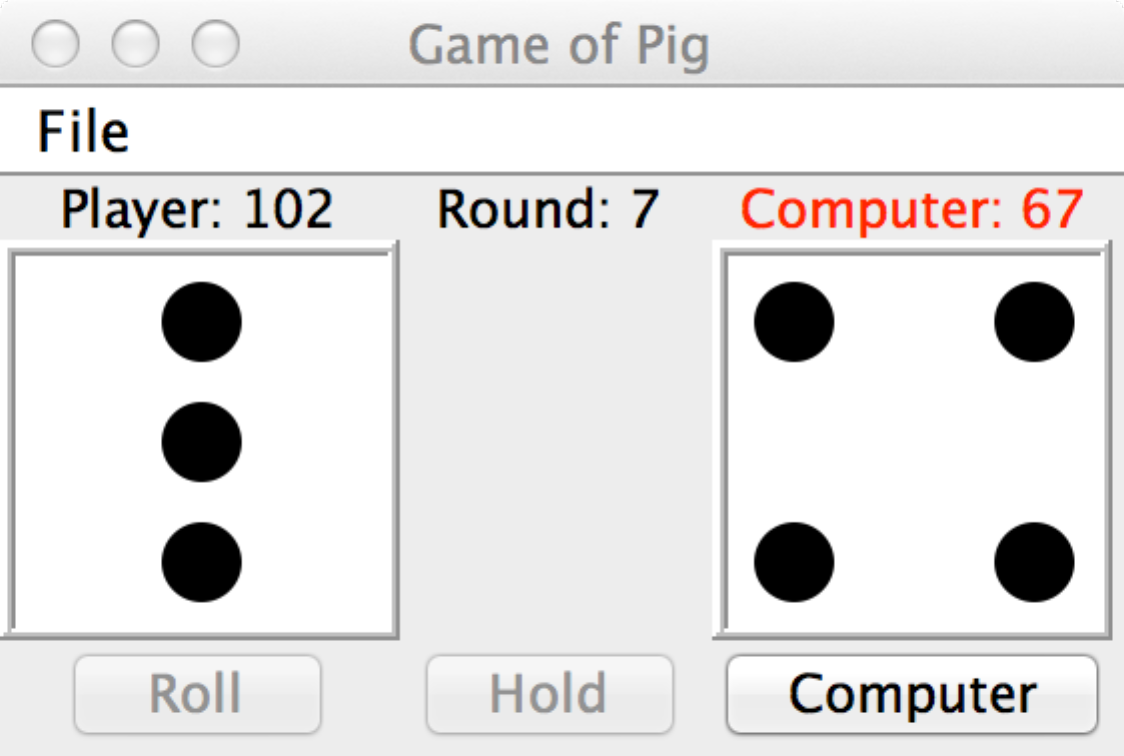 Game of Pig
File
Player: 102 Round: 7 Computer: 67
Roll Hold Computer